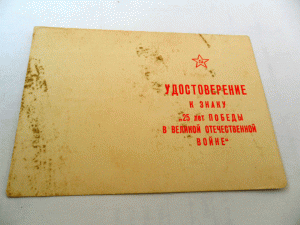 УДОСТОВЕРЕНИЕ
К ЗНАКУ
„25 лет ПОБЕДЫ
В ВЕЛИКОЙ ОТЕЧЕСТВЕННОЙ
ВОЙНЕ"